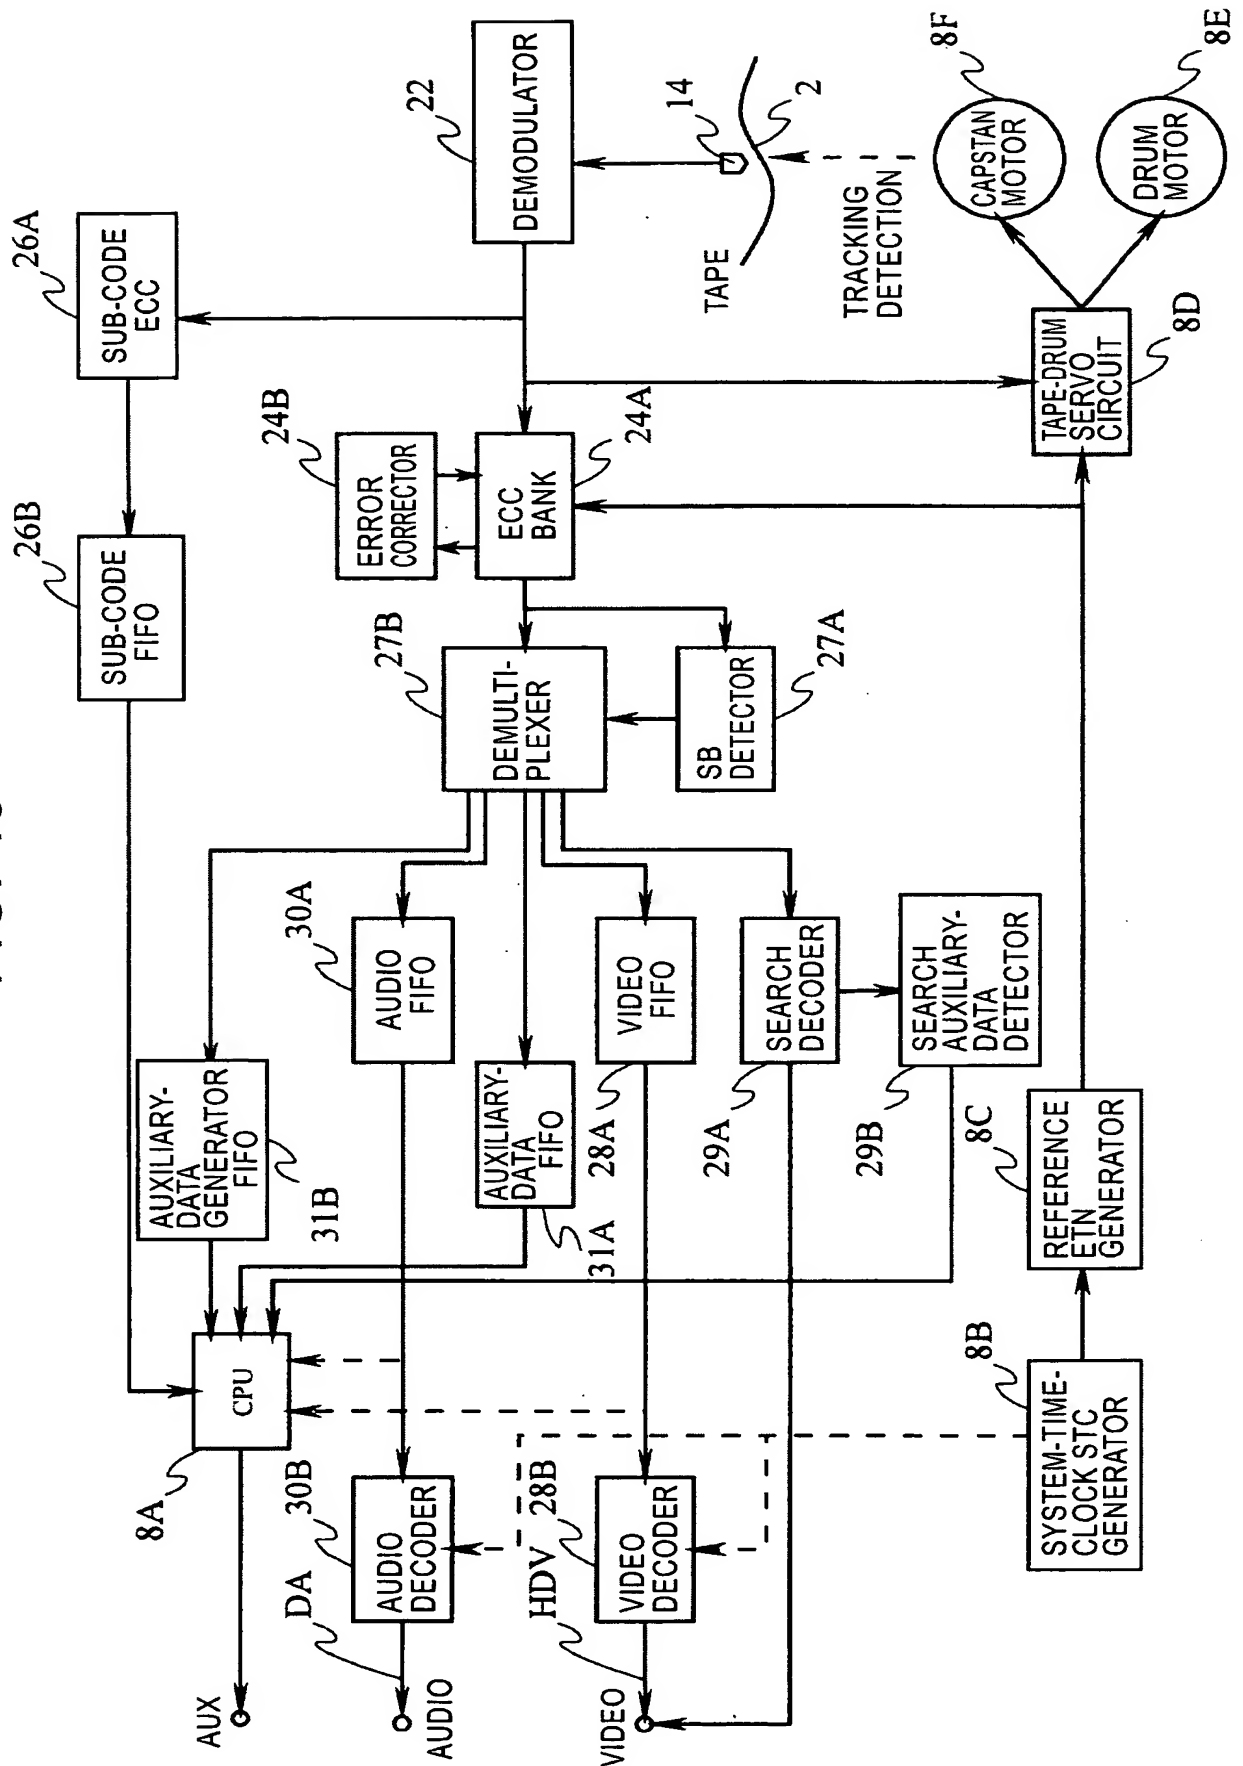 8F
CAPSTAN
MOTOR
8E
DRUM
MOTOR
22
DEMODULATOR
14
2
TAPE
TRACKING
DETECTION
26A
SUB-CODE
ECC
24B
ERROR
CORRECTOR
24A
ECC
BANK
TAPE-DRUM
SERVO
CIRCUIT
8D
26B
SUB-CODE
FIFO
27B
DEMULTI-
PLEXER
27A
SB
DETECTOR
30A
AUDIO
FIFO
VIDEO
FIFO
28A
SEARCH
DECODER
29A
SEARCH
AUXILIARY-
DATA
DETECTOR
29B
AUXILIARY-
DATA
GENERATOR
FIFO
31B
AUXILIARY-
DATA
FIFO
31A
8C
REFERENCE
ETN
GENERATOR
8B
SYSTEM-TIME-
CLOCK STC
GENERATOR
CPU
8A
30B
AUDIO
DECODER
DA
28B
VIDEO
DECODER
HDV
AUX
AUDIO
VIDEO